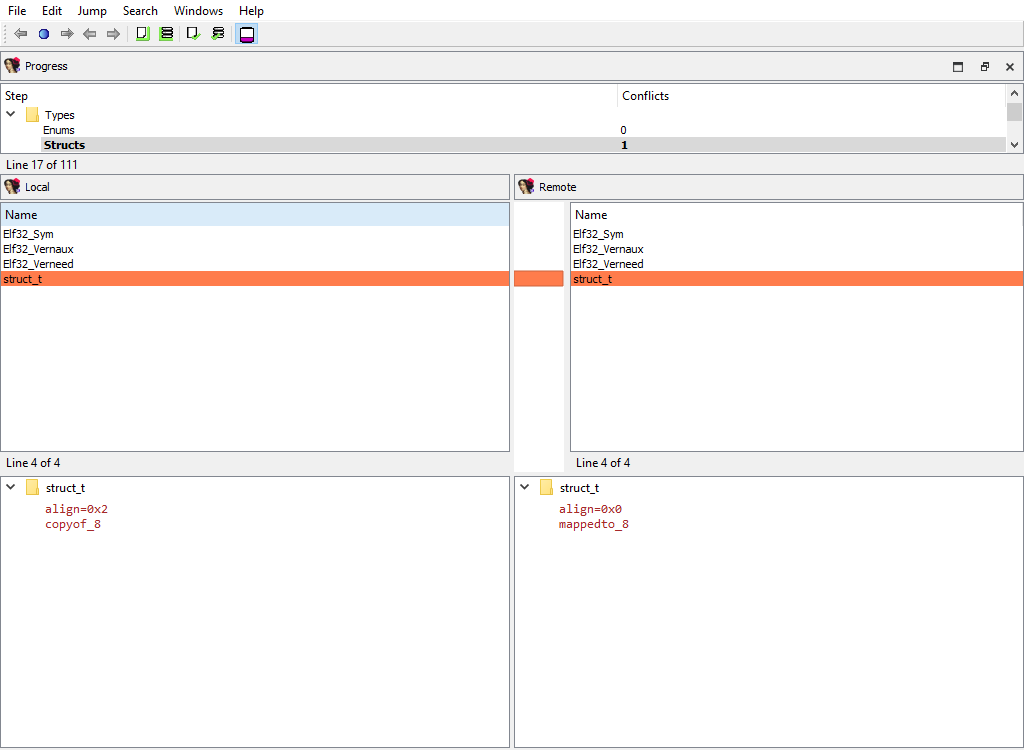 File Edit Jump Search Windows Help
Progress
Step Conflicts
Types
Enums 0
Structs 1
Line 17 of 111
Local Remote
Name Name
Elf32_Sym Elf32_Sym
Elf32_Vernaux Elf32_Vernaux
Elf32_Verneed Elf32_Verneed
struct_t struct_t
Line 4 of 4 Line 4 of 4
struct_t struct_t
align=0x2 align=0x0
copyof_8 mappedto_8